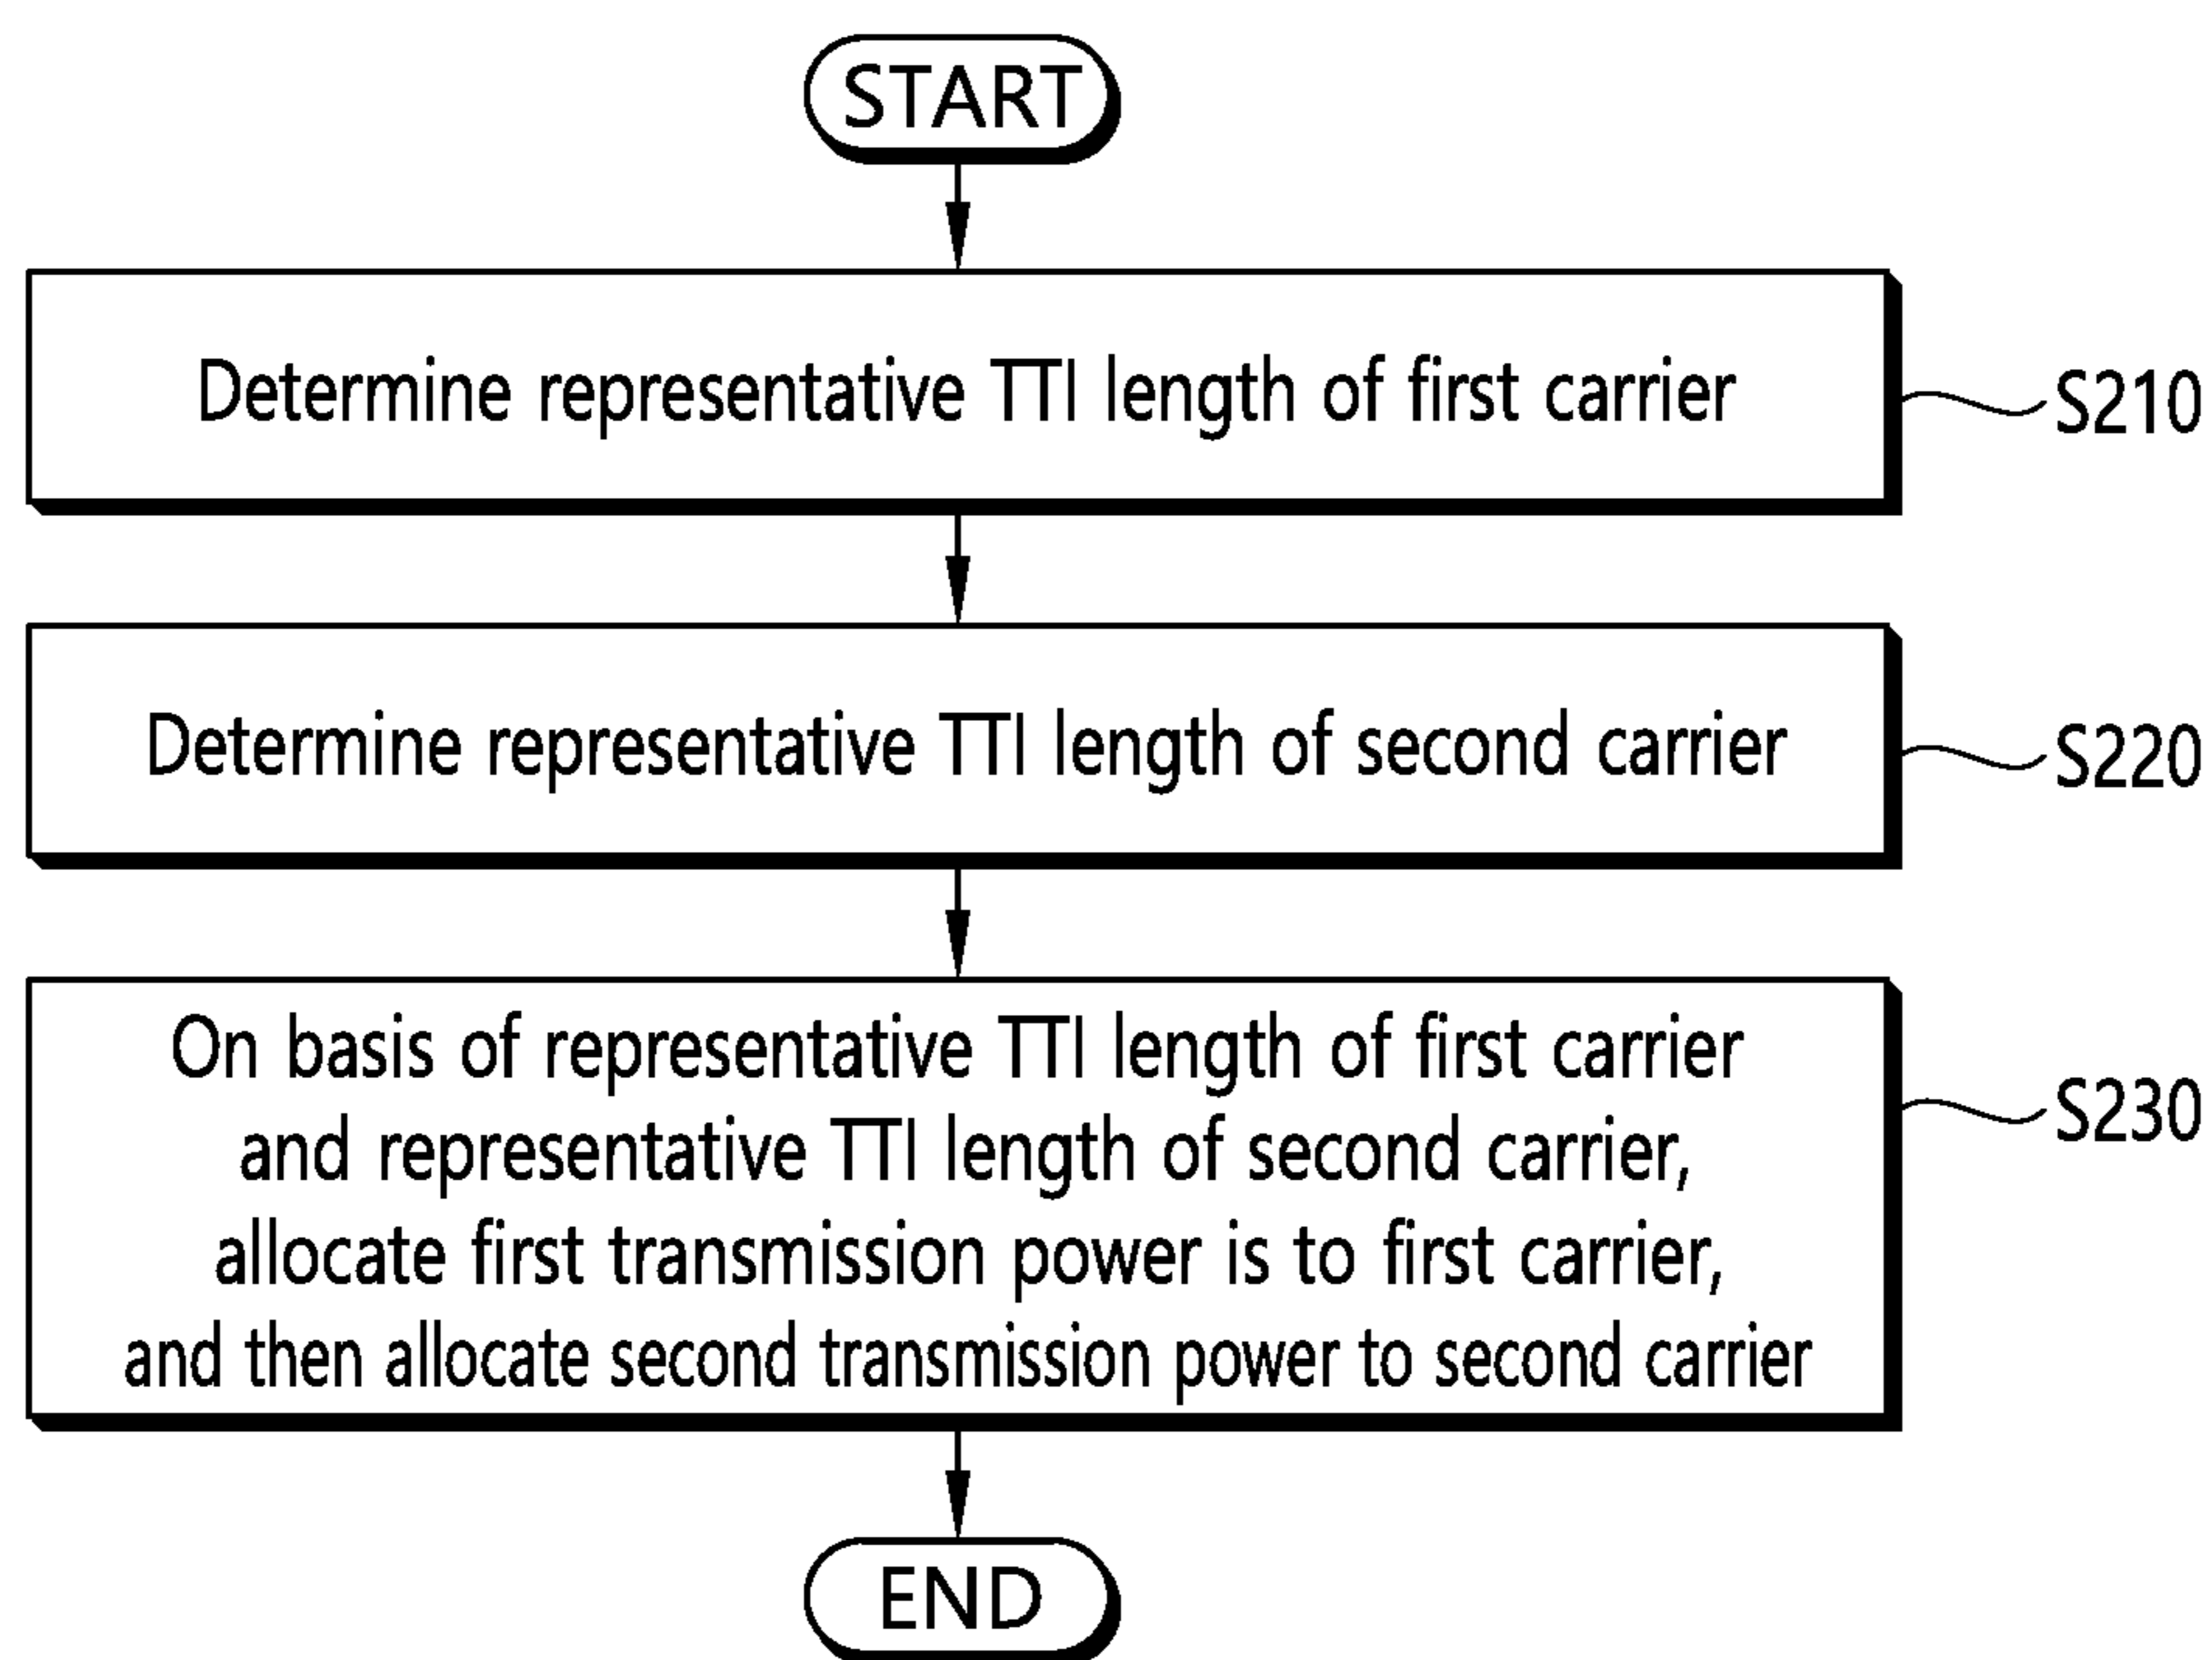 START
Determine representative TTI length of first carrier
S210
Determine representative TTI length of second carrier
S220
On basis of representative TTI length of first carrier
and representative TTI length of second carrier,
allocate first transmission power is to first carrier,
and then allocate second transmission power to second carrier
S230
END